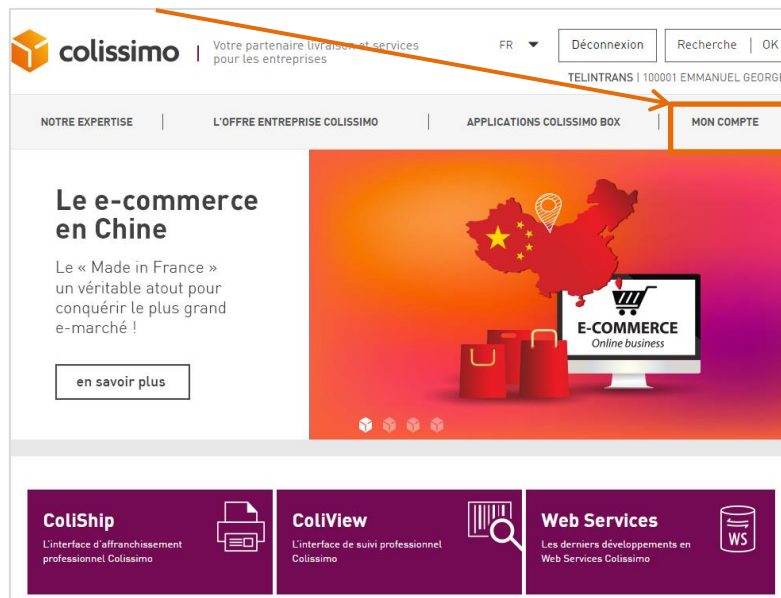 colissimo
Votre partenaire livraison et services
pour les entreprises
FR
Déconnexion
Recherche | OK
TELINTRANS | 100001 EMMANUEL GEORGE
NOTRE EXPERTISE
L'OFFRE ENTREPRISE COLISSIMO
APPLICATIONS COLISSIMO BOX
MON COMPTE
Le e-commerce
en Chine
Le « Made in France »
un véritable atout pour
conquérir le plus grand
e-marché !
en savoir plus
E-COMMERCE
Online business
ColiShip
L'interface d'affranchissement
professionnel Colissimo
ColiView
L'interface de suivi professionnel
Colissimo
Web Services
Les derniers développements en
Web Services Colissimo
WS